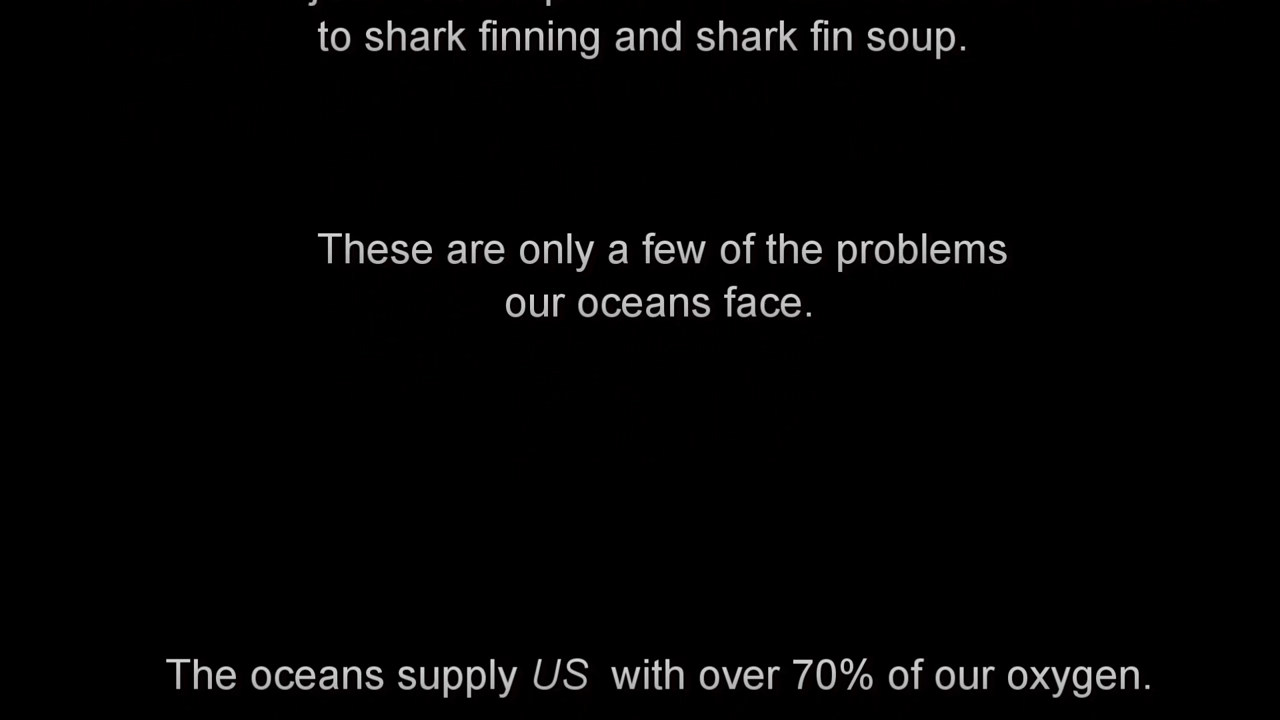 to shark finning and shark fin soup.
These are only a few of the problems
our oceans face.
The oceans supply US with over 70% of our oxygen.